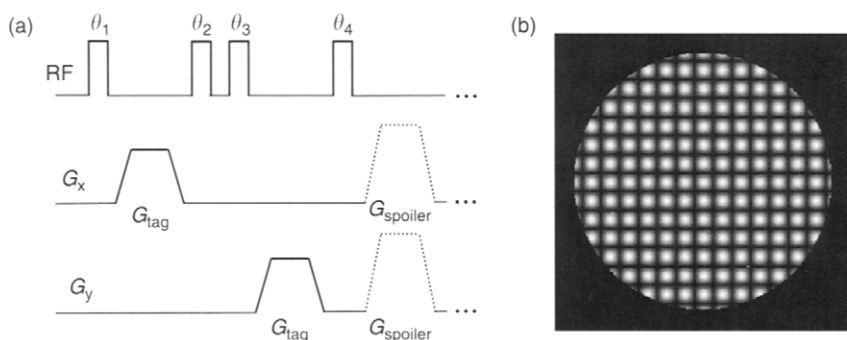 (a)
θ1 θ2 θ3 θ4
RF
Gx
Gtag
Gspoiler
Gy
Gtag
Gspoiler
(b)